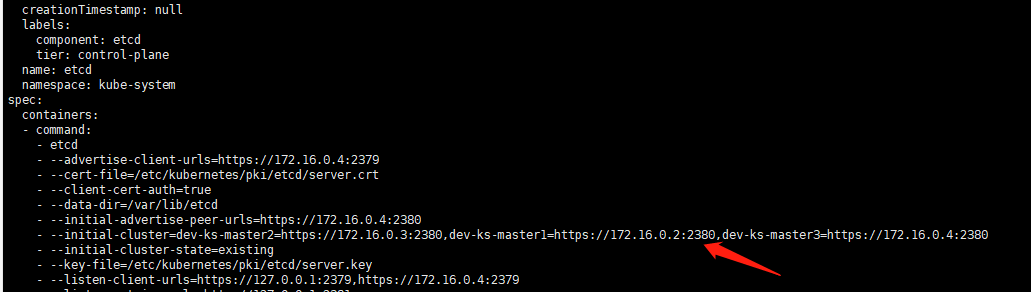 creationTimestamp: null
labels:
component: etcd
tier: control-plane
name: etcd
namespace: kube-system
spec:
containers:
- command:
- etcd
- --advertise-client-urls=https://172.16.0.4:2379
- --cert-file=/etc/kubernetes/pki/etcd/server.crt
- --client-cert-auth=true
- --data-dir=/var/lib/etcd
- --initial-advertise-peer-urls=https://172.16.0.4:2380
- --initial-cluster=dev-ks-master2=https://172.16.0.3:2380,dev-ks-master1=https://172.16.0.2:2380,dev-ks-master3=https://172.16.0.4:2380
- --initial-cluster-state=existing
- --key-file=/etc/kubernetes/pki/etcd/server.key
- --listen-client-urls=https://127.0.0.1:2379,https://172.16.0.4:2379